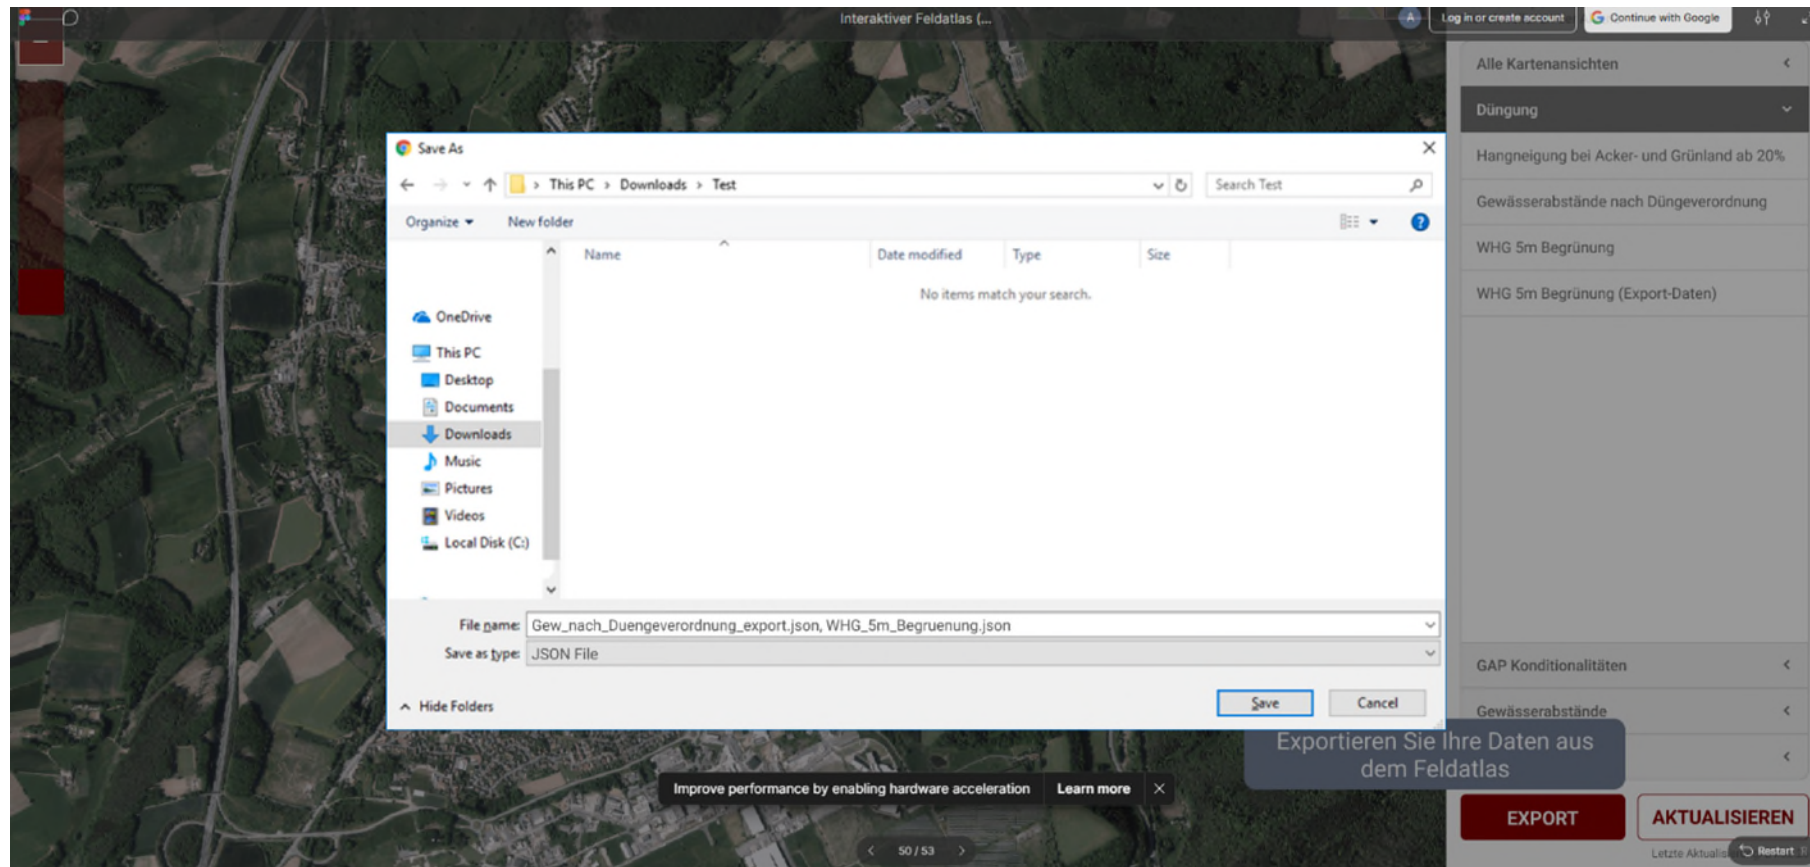 Interaktiver Feldatlas (...
A
Log in or create account
Continue with Google
Alle Kartenansichten
Düngung
Hangneigung bei Acker- und Grünland ab 20%
Gewässerabstände nach Düngeverordnung
WHG 5m Begrünung
WHG 5m Begrünung (Export-Daten)
Save As
This PC > Downloads > Test
Search Test
Organize
New folder
Name
Date modified
Type
Size
No items match your search.
OneDrive
This PC
Desktop
Documents
Downloads
Music
Pictures
Videos
Local Disk (C:)
File name: Gew_nach_Duengeverordnung_export.json, WHG_5m_Begruenung.json
Save as type: JSON File
Hide Folders
Save
Cancel
GAP Konditionalitäten
Gewässerabstände
Exportieren Sie Ihre Daten aus
dem Feldatlas
Improve performance by enabling hardware acceleration
Learn more
EXPORT
AKTUALISIEREN
50 / 53
Letzte
Restart